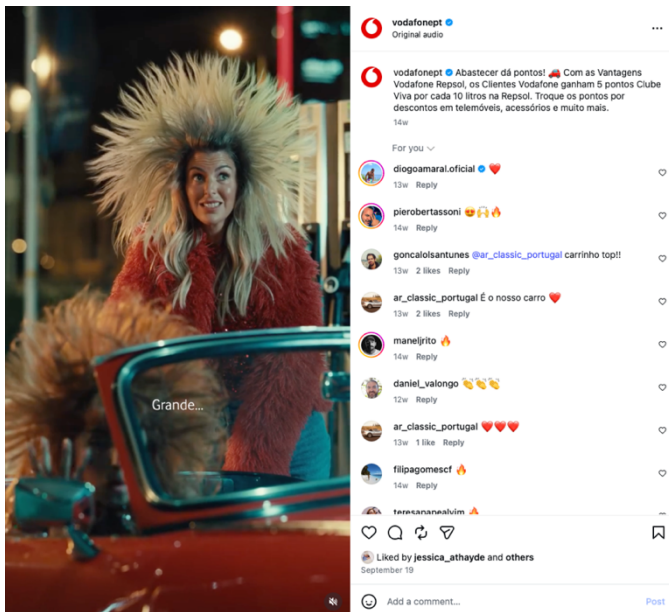 vodafonept
Original audio
vodafonept Abastecer dá pontos! 🚗 Com as Vantagens
Vodafone Repsol, os Clientes Vodafone ganham 5 pontos Clube
Viva por cada 10 litros na Repsol. Troque os pontos por
descontos em telemóveis, acessórios e muito mais.
14w
For you
diogoamaral.oficial ❤️
13w Reply
pierobertassoni 😍🙌🔥
14w Reply
goncalolsantunes @ar_classic_portugal carrinho top!!
13w 2 likes Reply
ar_classic_portugal É o nosso carro ❤️
13w 2 likes Reply
maneljrito 🔥
14w Reply
daniel_valongo 👏👏👏
12w Reply
ar_classic_portugal ❤️❤️❤️
13w 1 like Reply
filipagomescf 🔥
14w Reply
Grande...
Liked by jessica_athayde and others
September 19
Add a comment...
Post